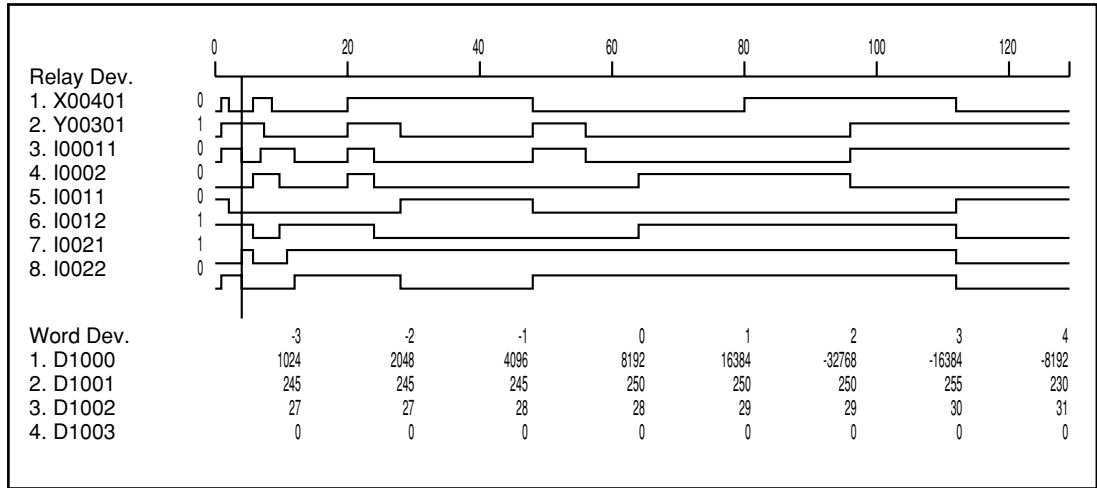 0 20 40 60 80 100 120
Relay Dev.
1. X00401 0
2. Y00301 1
3. I00011 0
4. I0002 0
5. I0011 0
6. I0012 1
7. I0021 1
8. I0022 0
Word Dev. -3 -2 -1 0 1 2 3 4
1. D1000 1024 2048 4096 8192 16384 -32768 -16384 -8192
2. D1001 245 245 245 250 250 250 255 230
3. D1002 27 27 28 28 29 29 30 31
4. D1003 0 0 0 0 0 0 0 0